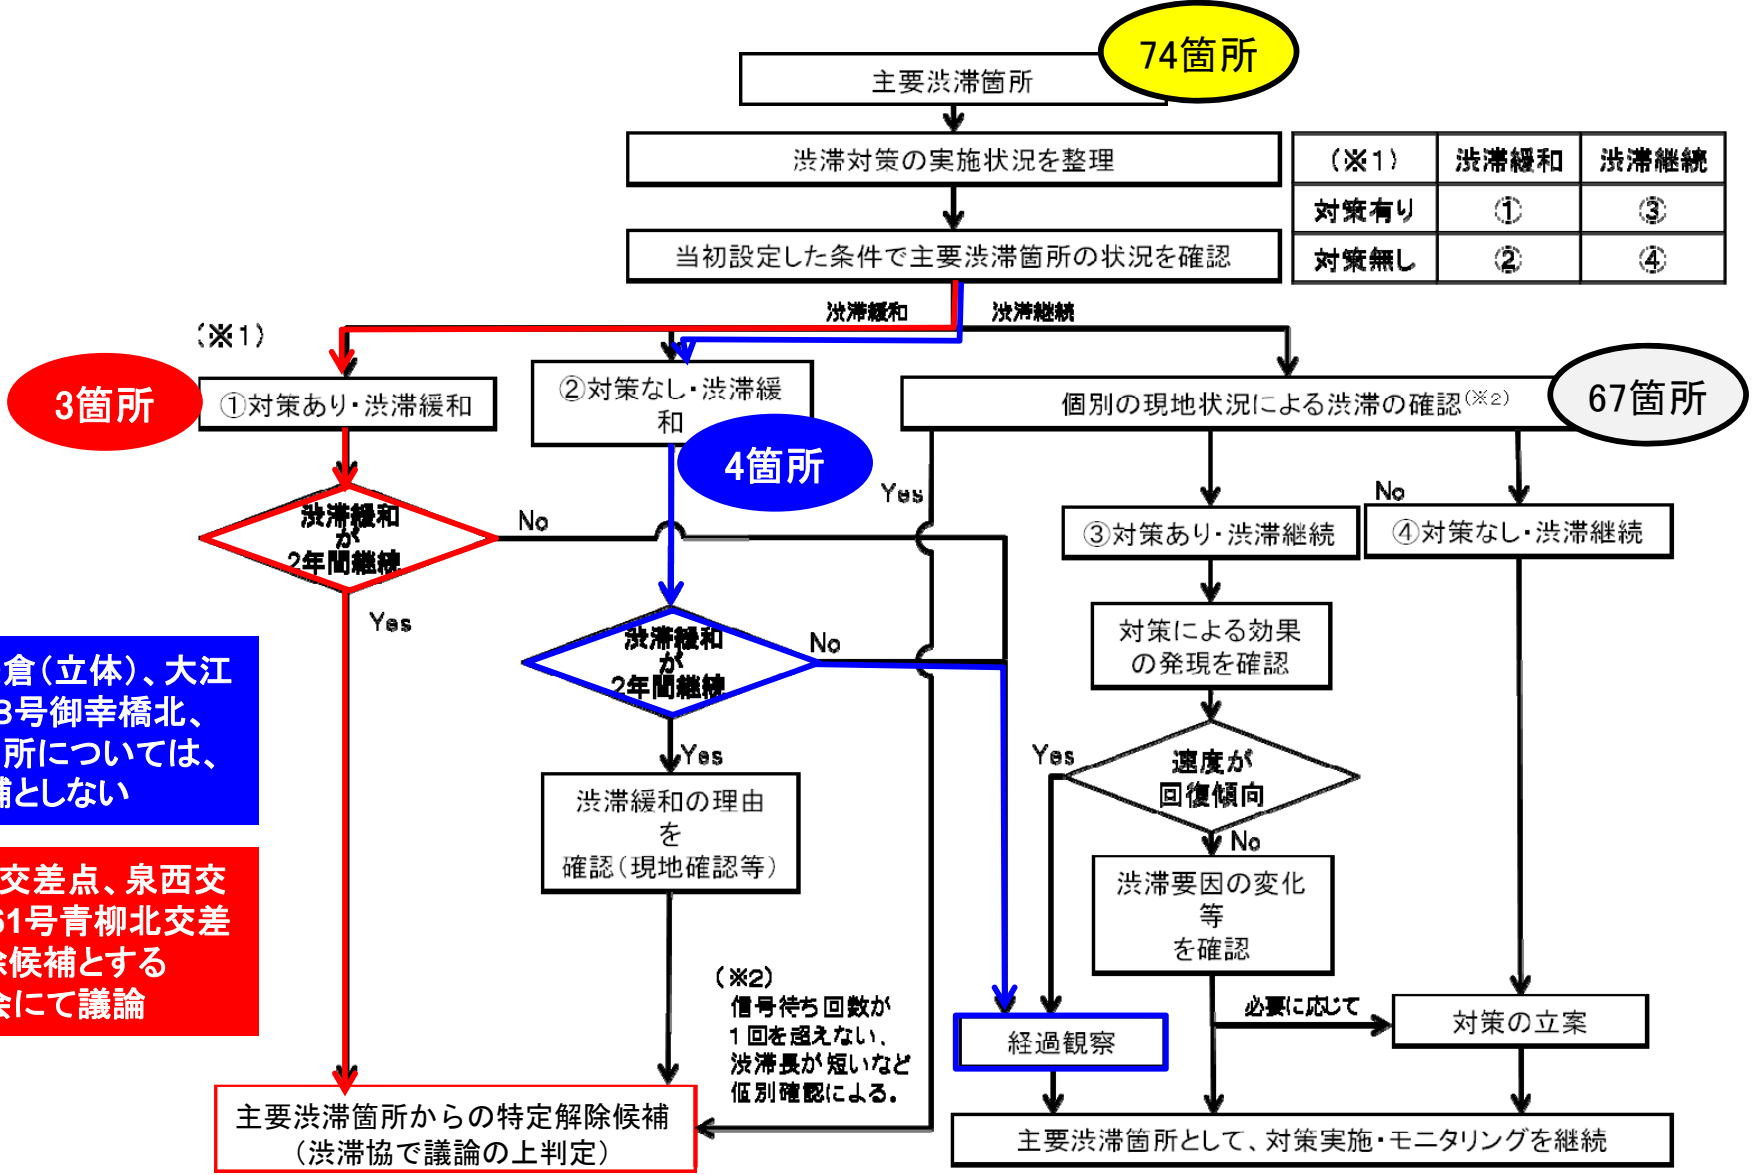 74箇所
主要渋滞箇所
渋滞対策の実施状況を整理
当初設定した条件で主要渋滞箇所の状況を確認
(※1) 渋滞緩和 渋滞継続
対策有り ① ③
対策無し ② ④
渋滞緩和 渋滞継続
(※1)
3箇所
①対策あり・渋滞緩和
②対策なし・渋滞緩
和
4箇所
個別の現地状況による渋滞の確認(※2)
67箇所
渋滞緩和
が
2年間継続
No
Yes
Yes
No
③対策あり・渋滞継続
④対策なし・渋滞継続
渋滞緩和
が
2年間継続
No
Yes
対策による効果
の発現を確認
倉(立体)、大江
8号御幸橋北、
所については、
補としない
渋滞緩和の理由
を
確認(現地確認等)
Yes
速度が
回復傾向
No
交差点、泉西交
61号青柳北交差
除候補とする
会にて議論
渋滞要因の変化
等
を確認
(※2)
信号待ち回数が
1回を超えない、
渋滞長が短いなど
個別確認による。
必要に応じて
経過観察
対策の立案
主要渋滞箇所からの特定解除候補
(渋滞協で議論の上判定)
主要渋滞箇所として、対策実施・モニタリングを継続